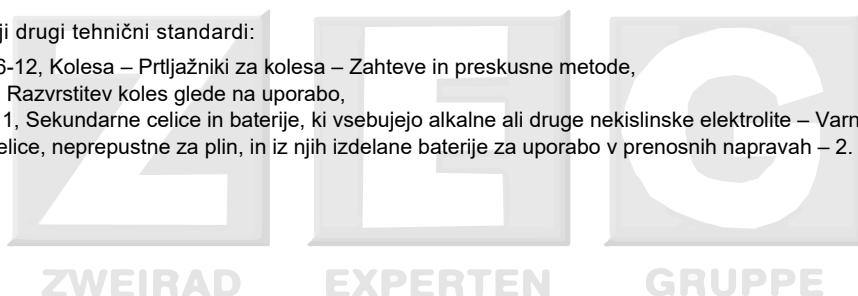 ji drugi tehnični standardi:
6-12, Kolesa – Prtljažniki za kolesa – Zahteve in preskusne metode,
Razvrstitev koles glede na uporabo,
1, Sekundarne celice in baterije, ki vsebujejo alkalne ali druge nekislinske elektrolite – Varn
elice, neprepustne za plin, in iz njih izdelane baterije za uporabo v prenosnih napravah – 2.
Z E G
ZWEIRAD EXPERTEN GRUPPE